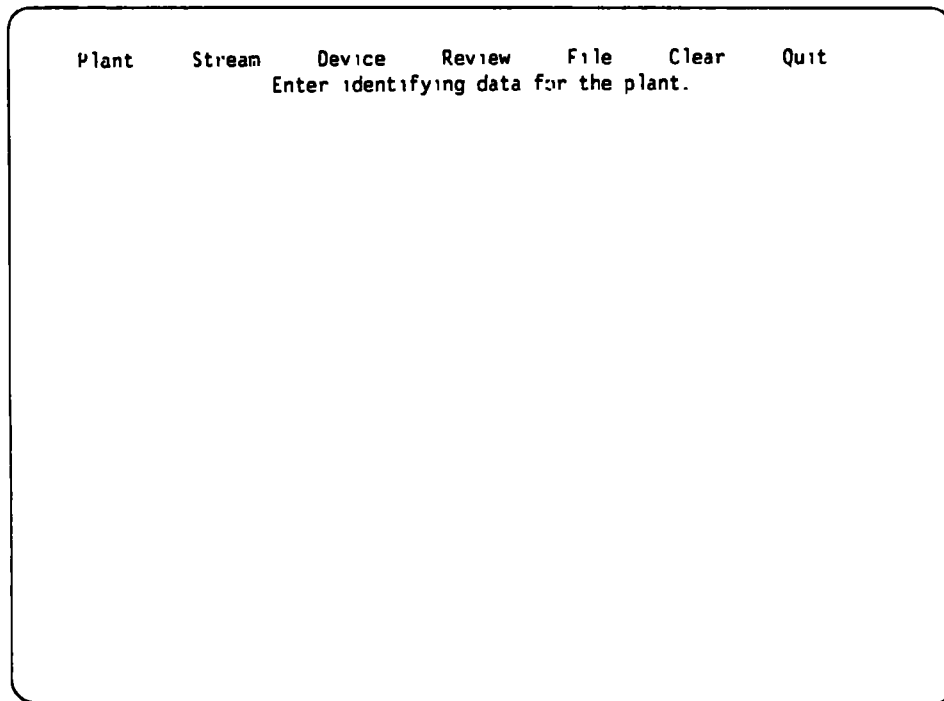 Plant Stream Device Review File Clear Quit
Enter identifying data for the plant.